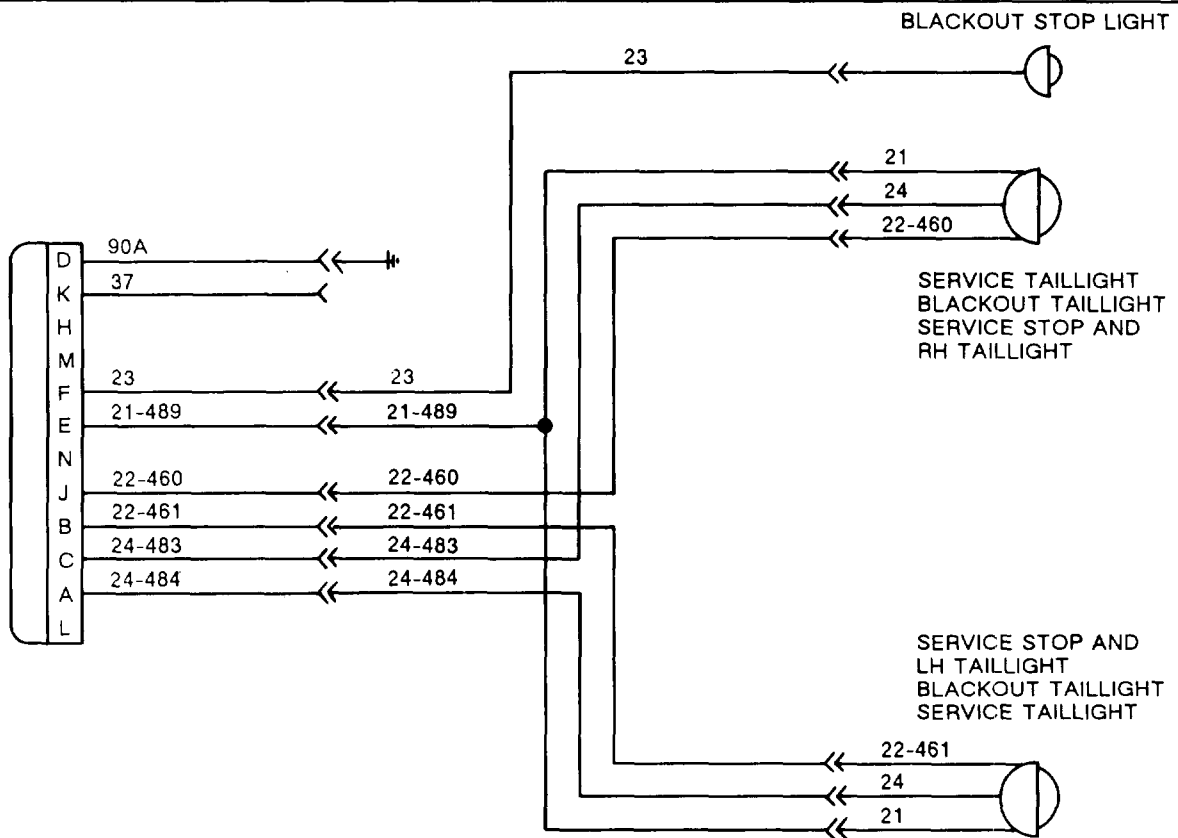 BLACKOUT STOP LIGHT
23
21
24
22-460
SERVICE TAILLIGHT
BLACKOUT TAILLIGHT
SERVICE STOP AND
RH TAILLIGHT
D 90A
K 37
H
M
F 23 23
E 21-489 21-489
N
J 22-460 22-460
B 22-461 22-461
C 24-483 24-483
A 24-484 24-484
L
SERVICE STOP AND
LH TAILLIGHT
BLACKOUT TAILLIGHT
SERVICE TAILLIGHT
22-461
24
21